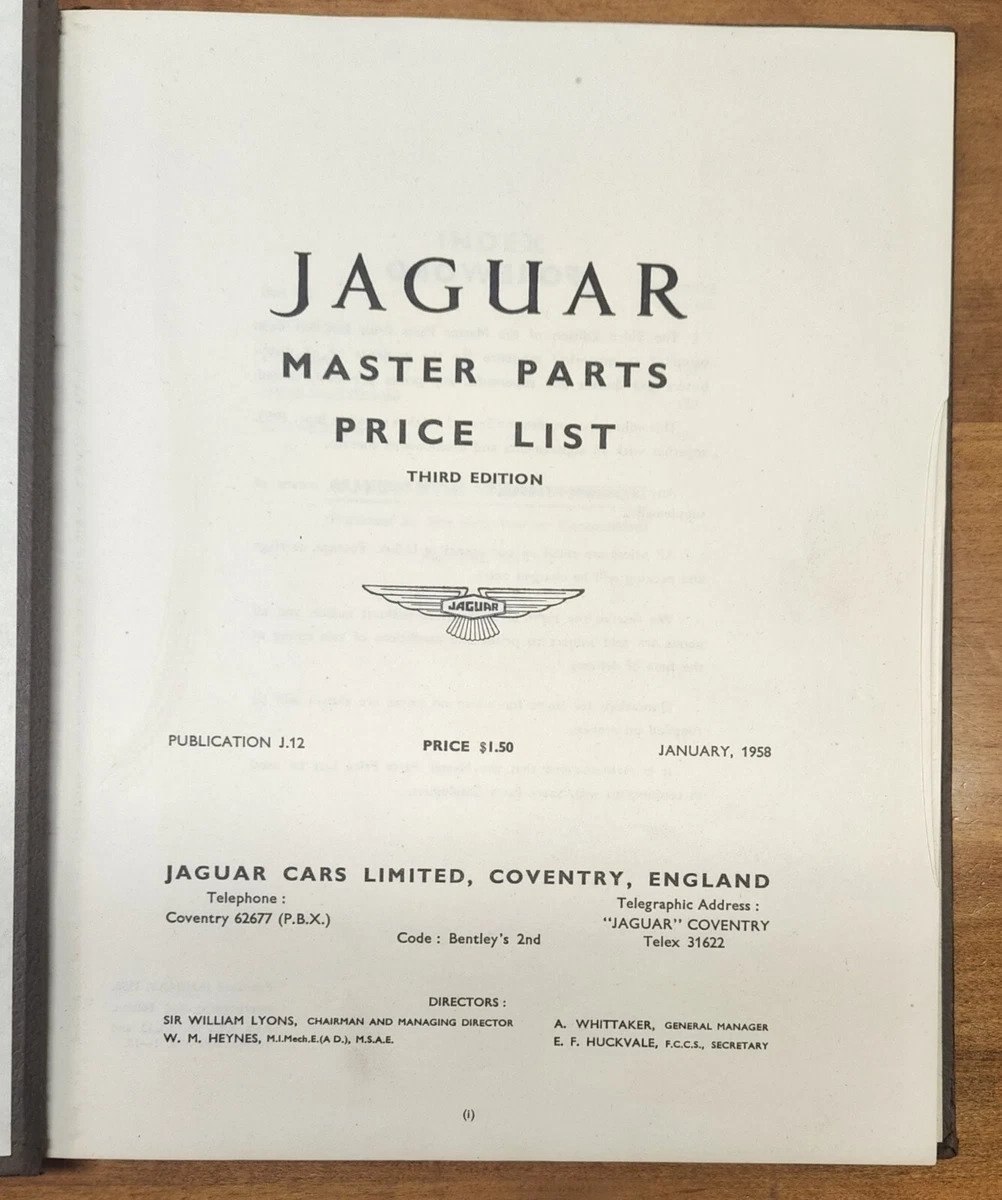 JAGUAR
MASTER PARTS
PRICE LIST
THIRD EDITION
JAGUAR
PUBLICATION J.12
PRICE $1.50
JANUARY, 1958
JAGUAR CARS LIMITED, COVENTRY, ENGLAND
Telephone :
Coventry 62677 (P.B.X.)
Telegraphic Address :
"JAGUAR" COVENTRY
Telex 31622
Code : Bentley's 2nd
DIRECTORS :
SIR WILLIAM LYONS, CHAIRMAN AND MANAGING DIRECTOR
W. M. HEYNES, M.I.Mech.E.(A D.), M.S.A.E.
A. WHITTAKER, GENERAL MANAGER
E. F. HUCKVALE, F.C.C.S., SECRETARY
(i)